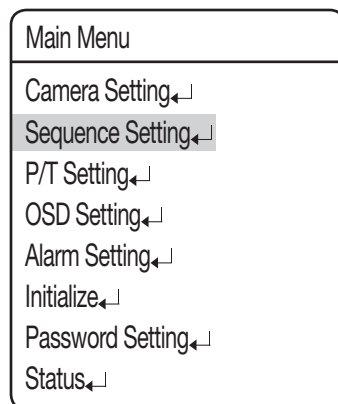 Main Menu
Camera Setting↵
Sequence Setting↵
P/T Setting↵
OSD Setting↵
Alarm Setting↵
Initialize↵
Password Setting↵
Status↵